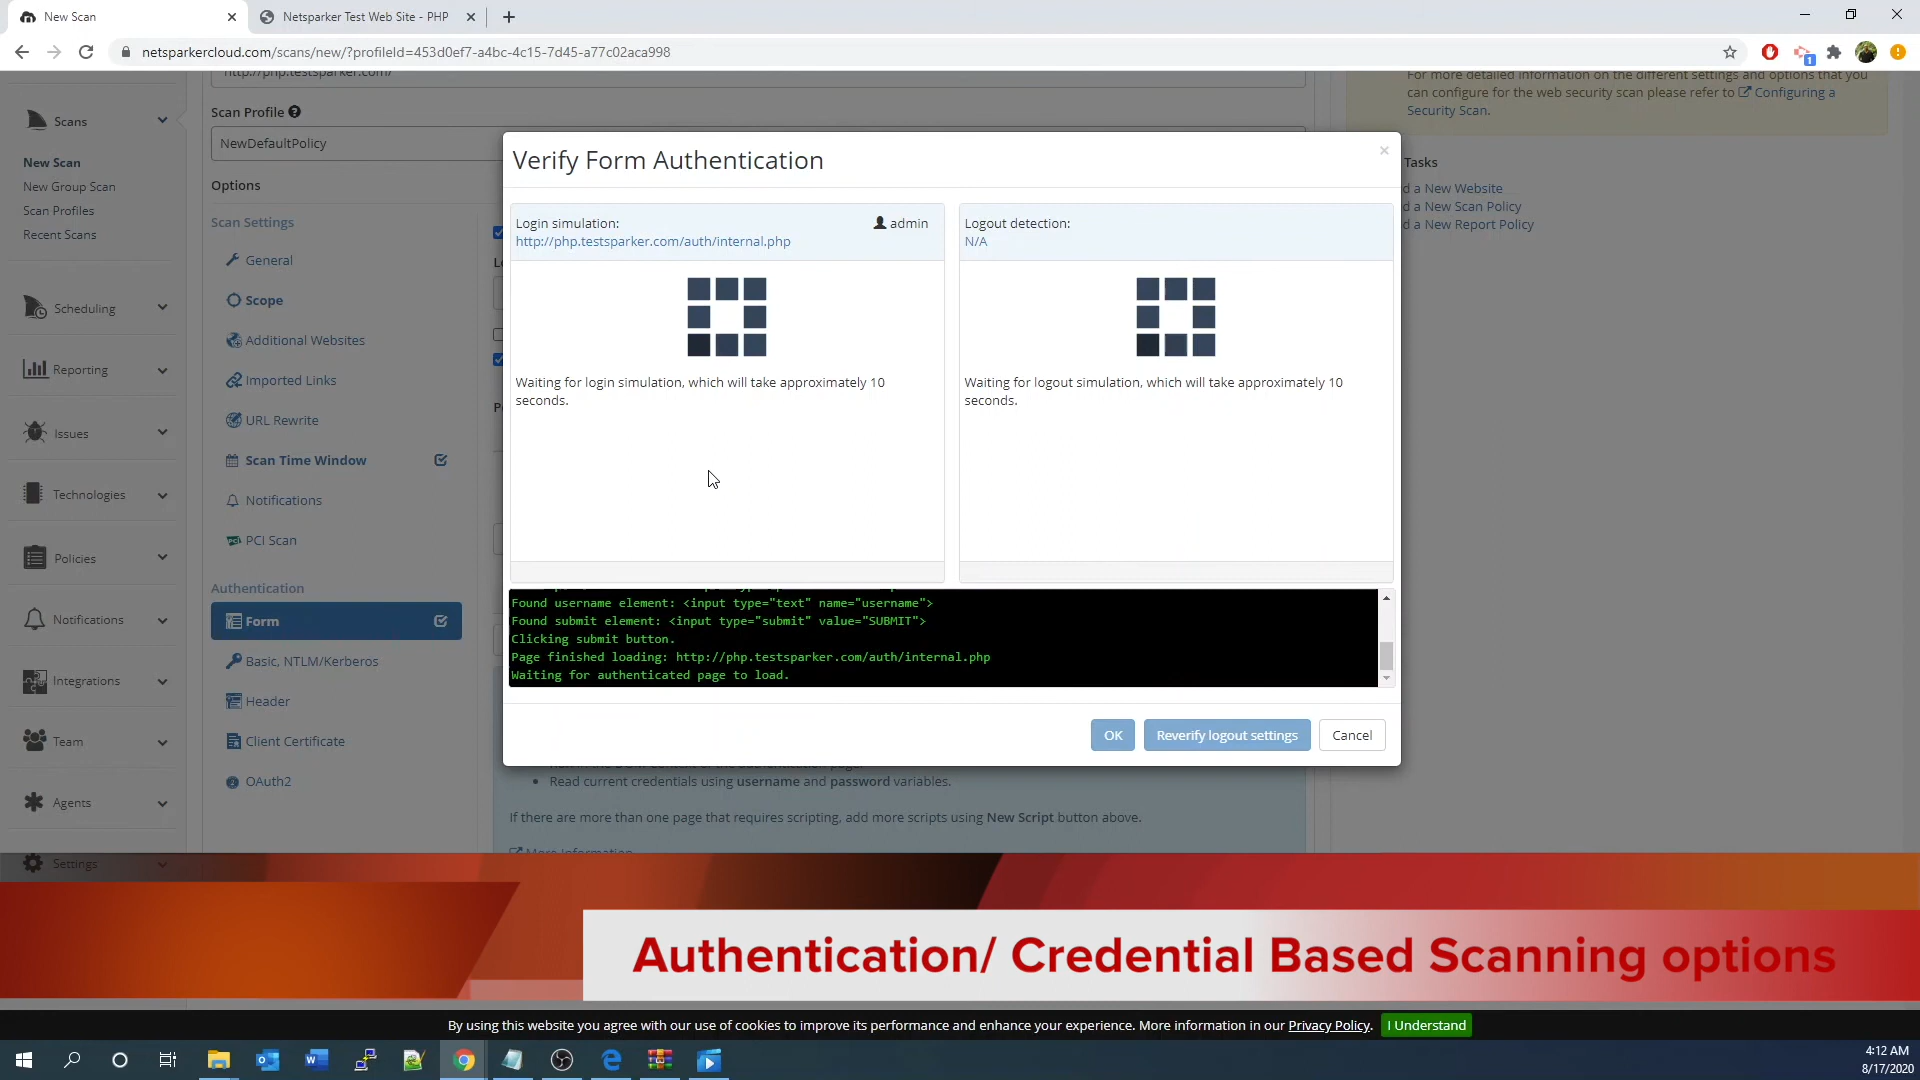 New Scan
Netsparker Test Web Site - PHP
netsparkercloud.com/scans/new/?profileId=453d0ef7-a4bc-4c15-7d45-a77c02aca998
1
http://php.testsparker.com/
For more detailed information on the different settings and options that you
can configure for the web security scan please refer to Configuring a
Security Scan.
Scans
New Scan
New Group Scan
Scan Profiles
Recent Scans
Scheduling
Reporting
Issues
Technologies
Policies
Notifications
Integrations
Team
Agents
Settings
Scan Profile
NewDefaultPolicy
Options
Scan Settings
General
Scope
Additional Websites
Imported Links
URL Rewrite
Scan Time Window
Notifications
PCI Scan
Authentication
Form
Basic, NTLM/Kerberos
Header
Client Certificate
OAuth2
Tasks
d a New Website
d a New Scan Policy
d a New Report Policy
Verify Form Authentication
Login simulation:
admin
http://php.testsparker.com/auth/internal.php
Waiting for login simulation, which will take approximately 10
seconds.
Logout detection:
N/A
Waiting for logout simulation, which will take approximately 10
seconds.
Found username element: <input type="text" name="username">
Found submit element: <input type="submit" value="SUBMIT">
Clicking submit button.
Page finished loading: http://php.testsparker.com/auth/internal.php
Waiting for authenticated page to load.
OK
Reverify logout settings
Cancel
Read current credentials using username and password variables.
If there are more than one page that requires scripting, add more scripts using New Script button above.
More Information
Authentication/ Credential Based Scanning options
By using this website you agree with our use of cookies to improve its performance and enhance your experience. More information in our Privacy Policy.
I Understand
4:12 AM
8/17/2020